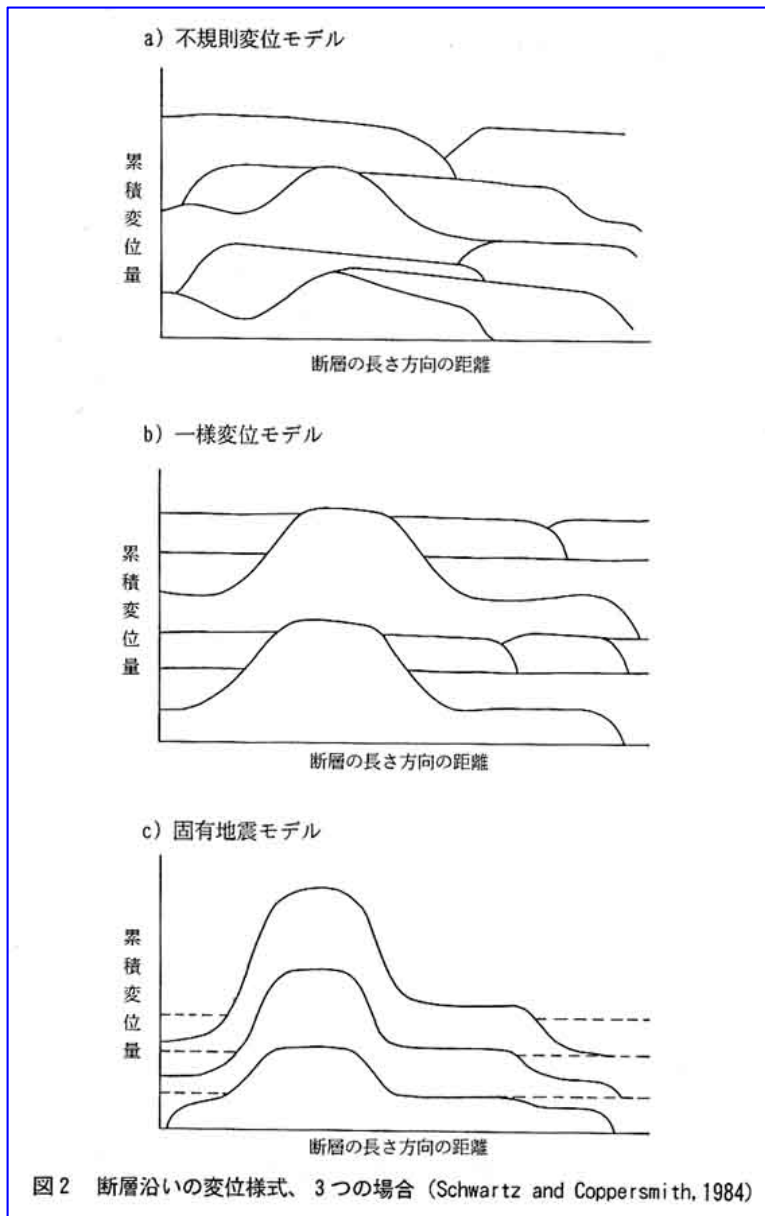 a) 不規則変位モデル
累積変位量
断層の長さ方向の距離
b) 一様変位モデル
累積変位量
断層の長さ方向の距離
c) 固有地震モデル
累積変位量
断層の長さ方向の距離
図2 断層沿いの変位様式、3つの場合 (Schwartz and Coppersmith, 1984)